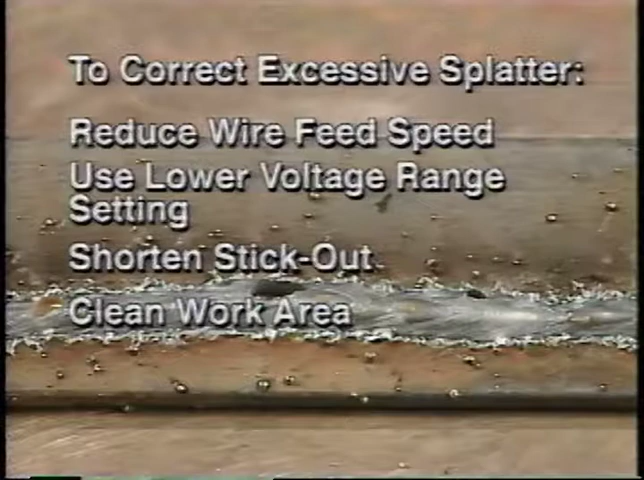 To Correct Excessive Splatter:
Reduce Wire Feed Speed
Use Lower Voltage Range
Setting
Shorten Stick-Out
Clean Work Area